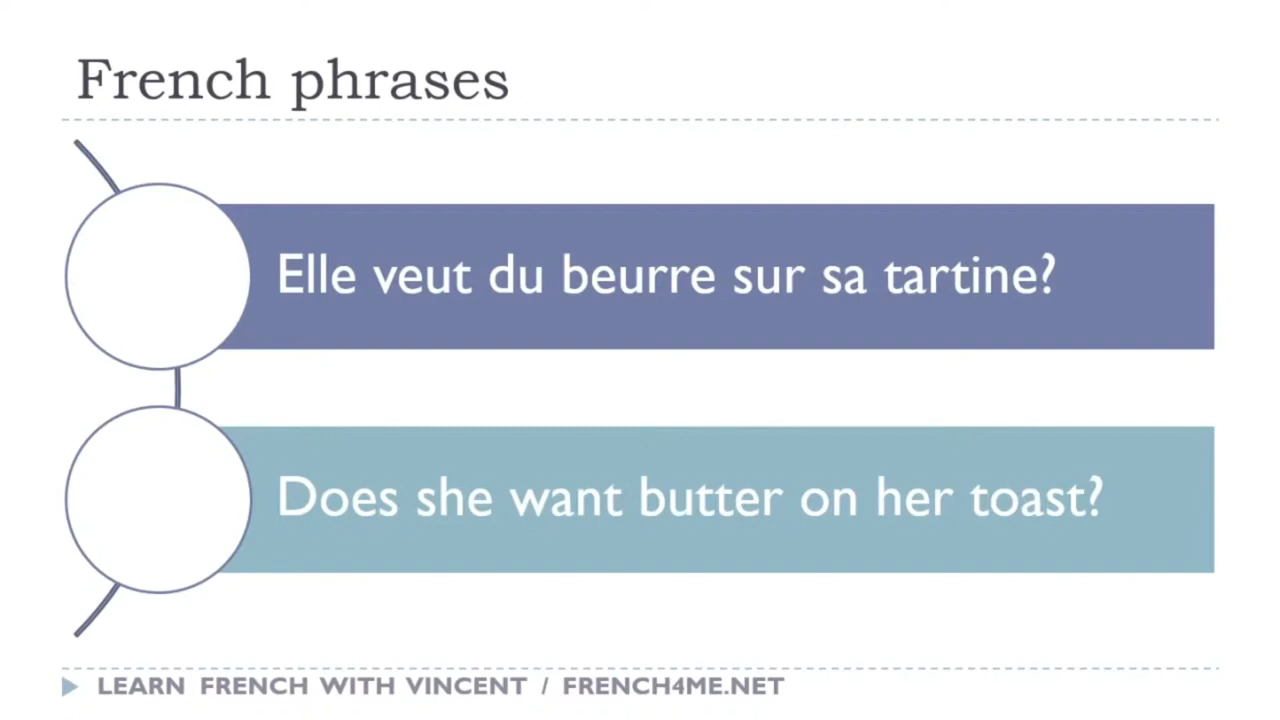 French phrases
Elle veut du beurre sur sa tartine?
Does she want butter on her toast?
LEARN FRENCH WITH VINCENT / FRENCH4ME.NET